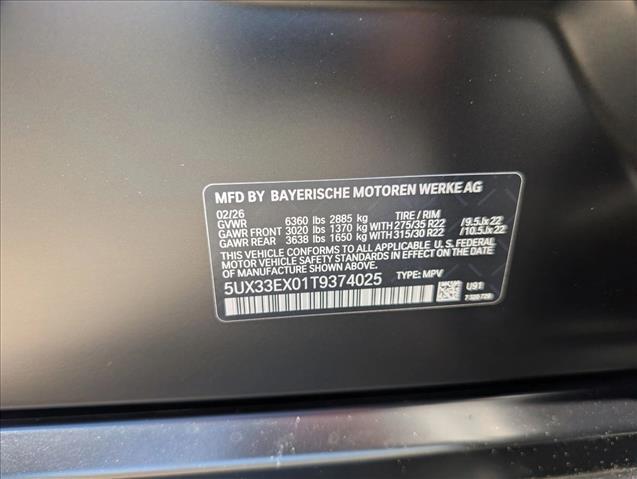 MFD BY BAYERISCHE MOTOREN WERKE AG
02/26
GVWR 6360 lbs 2885 kg TIRE / RIM
GAWR FRONT 3020 lbs 1370 kg WITH 275/35 R22 /9.5Jx22
GAWR REAR 3638 lbs 1650 kg WITH 315/30 R22 /10.5Jx22
THIS VEHICLE CONFORMS TO ALL APPLICABLE U.S. FEDERAL
MOTOR VEHICLE SAFETY STANDARDS IN EFFECT ON THE DATE
OF MANUFACTURE SHOWN ABOVE.
5UX33EX01T9374025 TYPE: MPV
U91